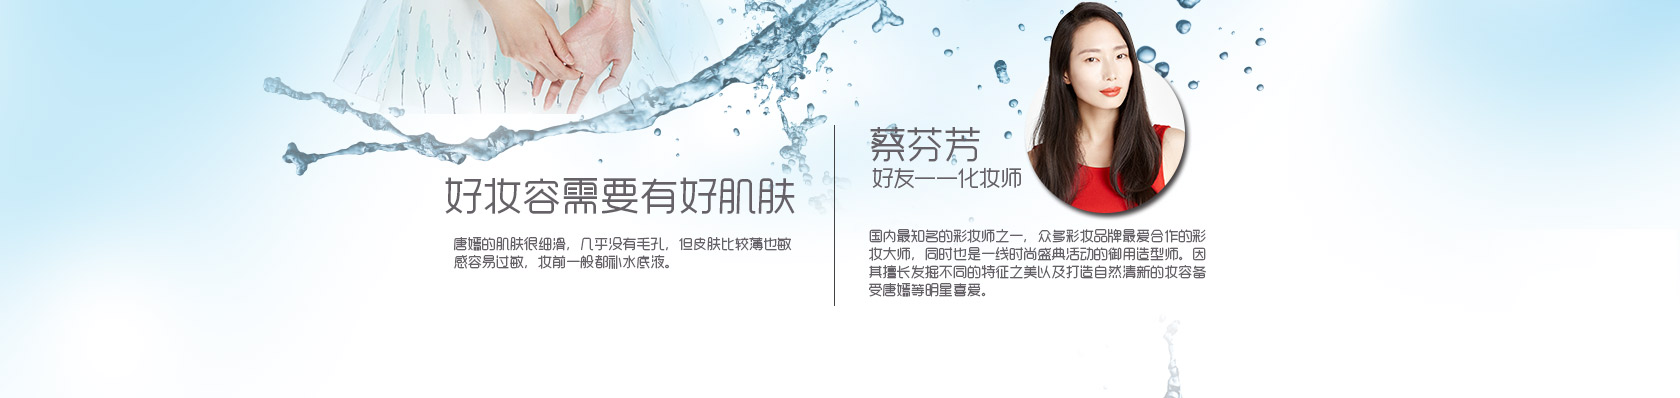 好妆容需要有好肌肤
唐嫣的肌肤很细滑，几乎没有毛孔，但皮肤比较薄也敏
感容易过敏，妆前一般都补水底液。
蔡芬芳
好友一一化妆师
国内最知名的彩妆师之一，众多彩妆品牌最爱合作的彩
妆大师，同时也是一线时尚盛典活动的御用造型师。因
其擅长发掘不同的特征之美以及打造自然清新的妆容备
受唐嫣等明星喜爱。